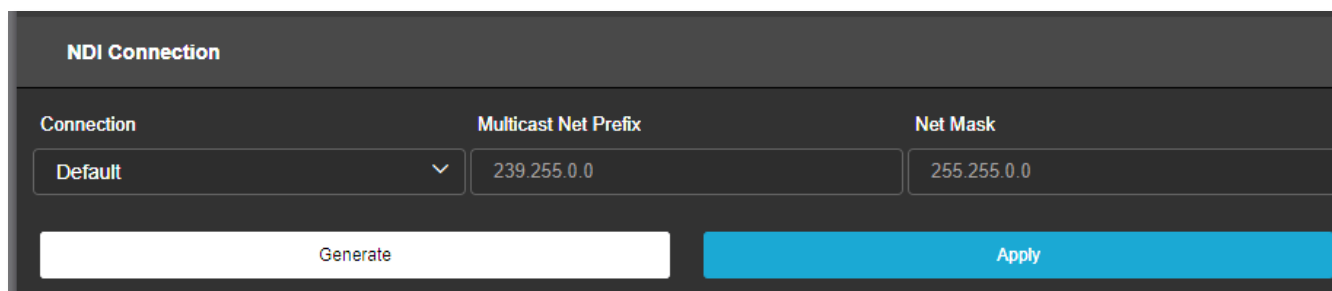 NDI Connection
Connection Multicast Net Prefix Net Mask
Default 239.255.0.0 255.255.0.0
Generate Apply